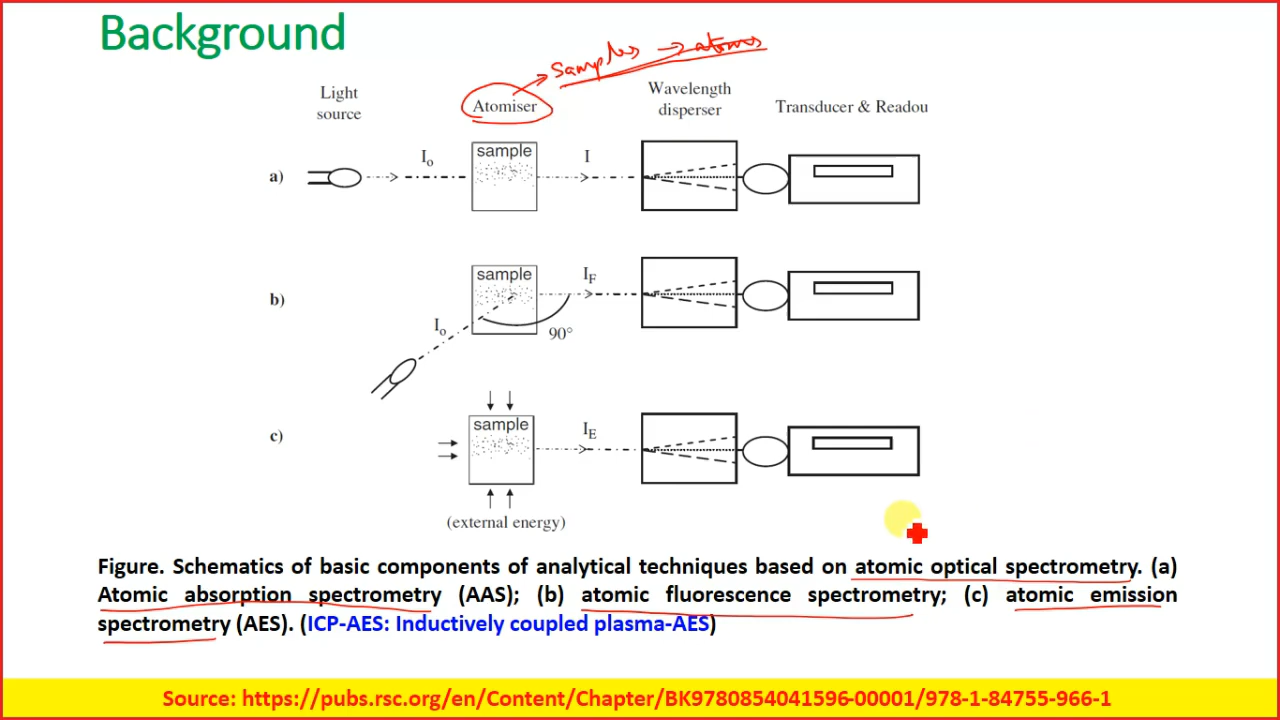 Background
samples → atoms
Light source
Atomiser
Wavelength disperser
Transducer & Readou
a)
Io
sample
I
b)
Io
sample
IF
90°
c)
sample
IE
(external energy)
Figure. Schematics of basic components of analytical techniques based on atomic optical spectrometry. (a)
Atomic absorption spectrometry (AAS); (b) atomic fluorescence spectrometry; (c) atomic emission
spectrometry (AES). (ICP-AES: Inductively coupled plasma-AES)
Source: https://pubs.rsc.org/en/Content/Chapter/BK9780854041596-00001/978-1-84755-966-1